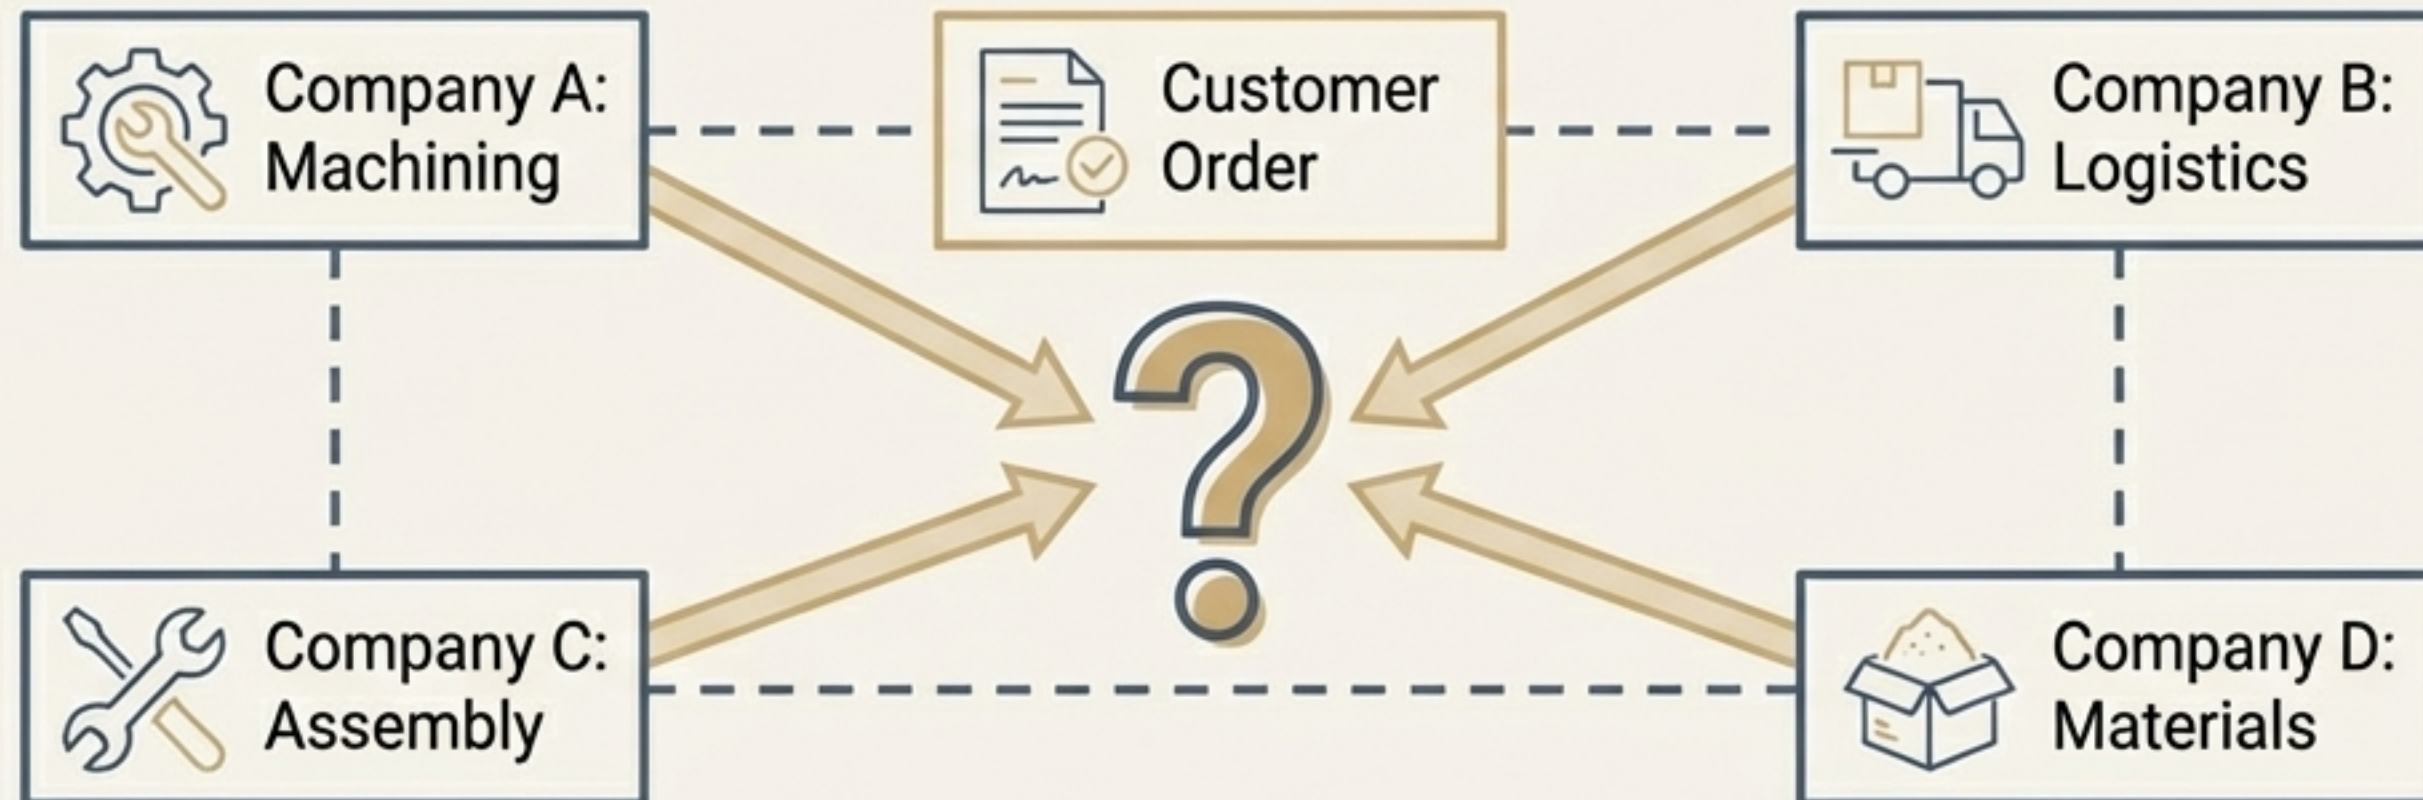 Company A:
Machining
Customer
Order
Company B:
Logistics
?
Company C:
Assembly
Company D:
Materials